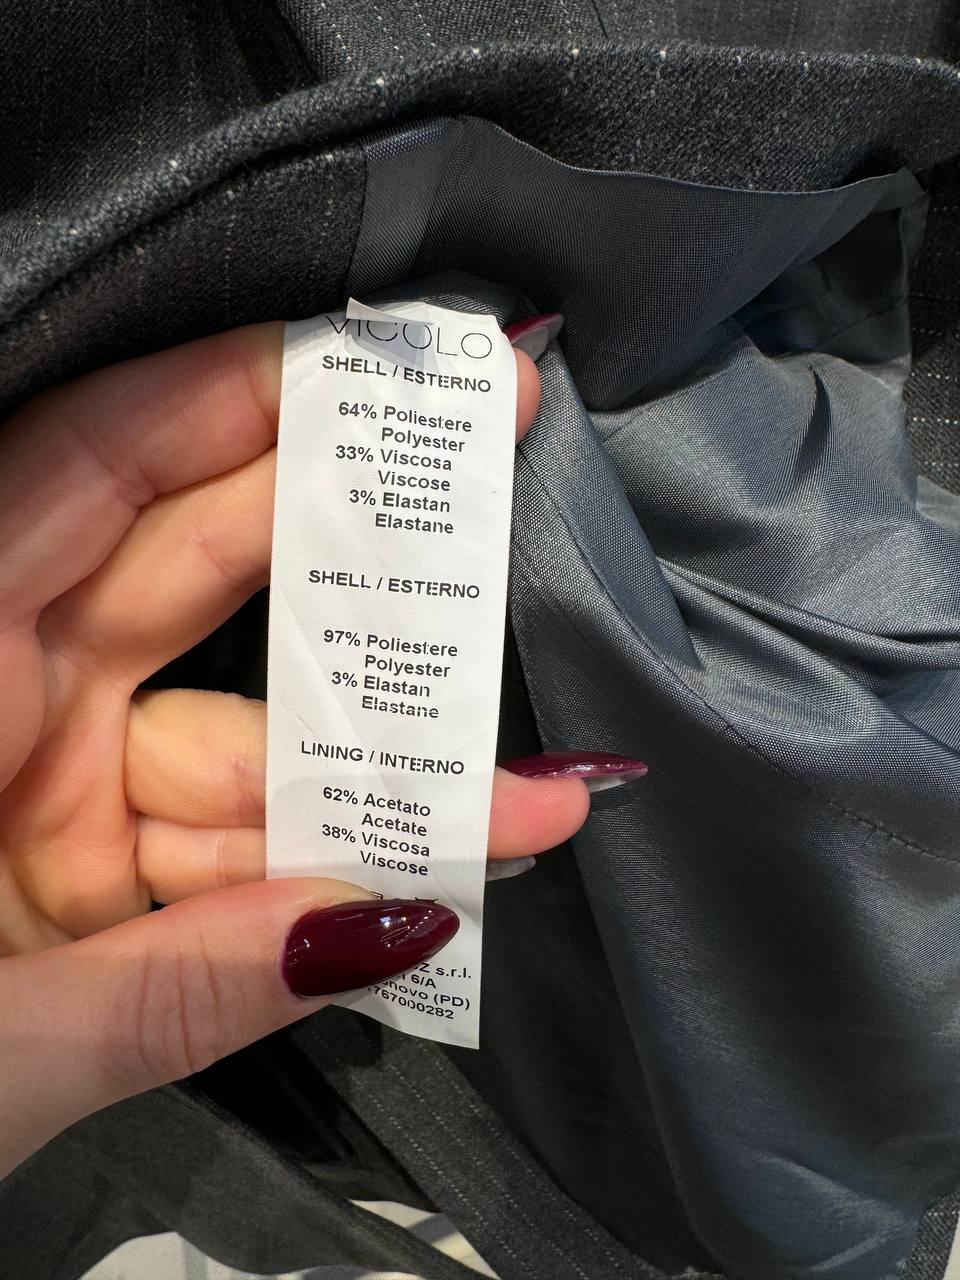 VICOLO
SHELL / ESTERNO
64% Poliestere
Polyester
33% Viscosa
Viscose
3% Elastan
Elastane
SHELL / ESTERNO
97% Poliestere
Polyester
3% Elastan
Elastane
LINING / INTERNO
62% Acetato
Acetate
38% Viscosa
Viscose
s.r.l.
6/A
(PD)